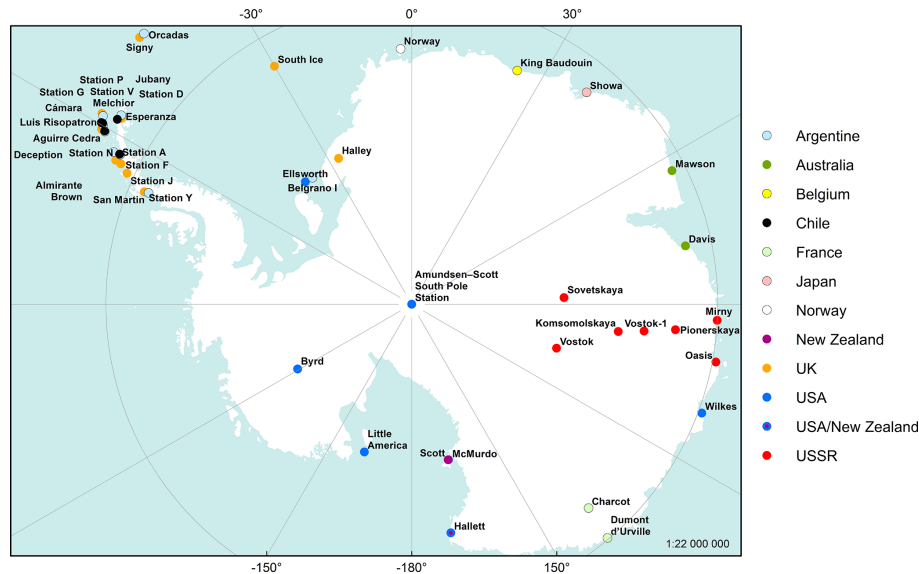 -30°
0°
30°
Orcadas
Signy
Norway
South Ice
King Baudouin
Showa
Station P
Jubany
Station G
Station V
Station D
Melchior
Cámara
Esperanza
Luis Risopatron
Aguirre Cedra
Deception
Station N
Station A
Station F
Station J
Almirante
Brown
San Martin
Station Y
Halley
Ellsworth
Belgrano I
Mawson
Davis
Amundsen–Scott
South Pole
Station
Sovetskaya
Mirny
Komsomolskaya
Vostok-1
Pionerskaya
Vostok
Oasis
Byrd
Wilkes
Little
America
Scott
McMurdo
Charcot
Hallett
Dumont
d'Urville
1:22 000 000
-150°
-180°
150°
Argentine
Australia
Belgium
Chile
France
Japan
Norway
New Zealand
UK
USA
USA/New Zealand
USSR